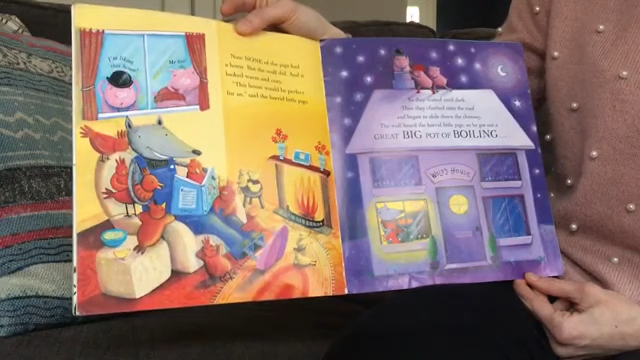 I'm liking
this house!
Me too!
Now NONE of the pigs had
a home. But the wolf did. And it
looked warm and cosy.
"This house would be perfect
for us," said the horrid little pigs.
So they waited until dark.
Then they climbed onto the roof
and began to slide down the chimney.
The wolf heard the horrid little pigs, so he got out a
GREAT BIG POT OF BOILING...
WOLF'S HOUSE